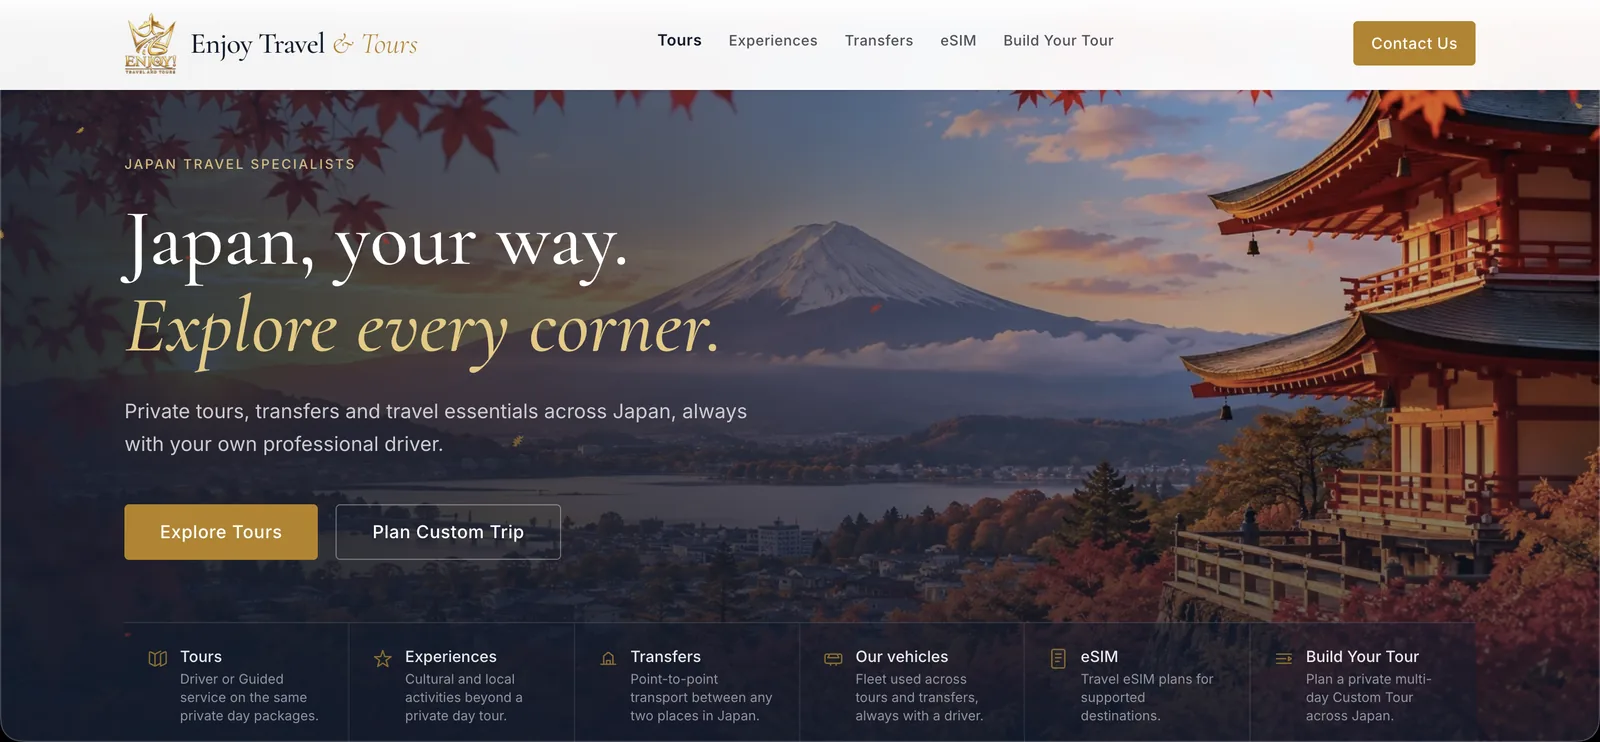 ENJOY!
TRAVEL AND TOURS
Enjoy Travel & Tours
Tours
Experiences
Transfers
eSIM
Build Your Tour
Contact Us
JAPAN TRAVEL SPECIALISTS
Japan, your way.
Explore every corner.
Private tours, transfers and travel essentials across Japan, always
with your own professional driver.
Explore Tours
Plan Custom Trip
Tours
Driver or Guided
service on the same
private day packages.
Experiences
Cultural and local
activities beyond a
private day tour.
Transfers
Point-to-point
transport between any
two places in Japan.
Our vehicles
Fleet used across
tours and transfers,
always with a driver.
eSIM
Travel eSIM plans for
supported
destinations.
Build Your Tour
Plan a private multi-
day Custom Tour
across Japan.